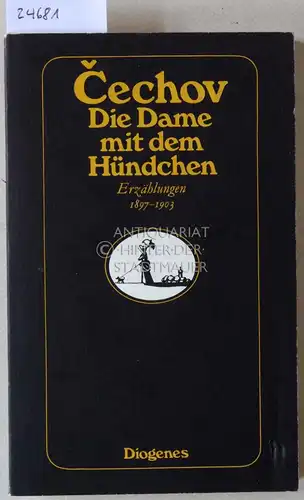 24681
Čechov
Die Dame
mit dem
Hündchen
Erzählungen
1897–1903
ANTIQUARIAT
©HINTER·DER
STADTMAUER
Diogenes